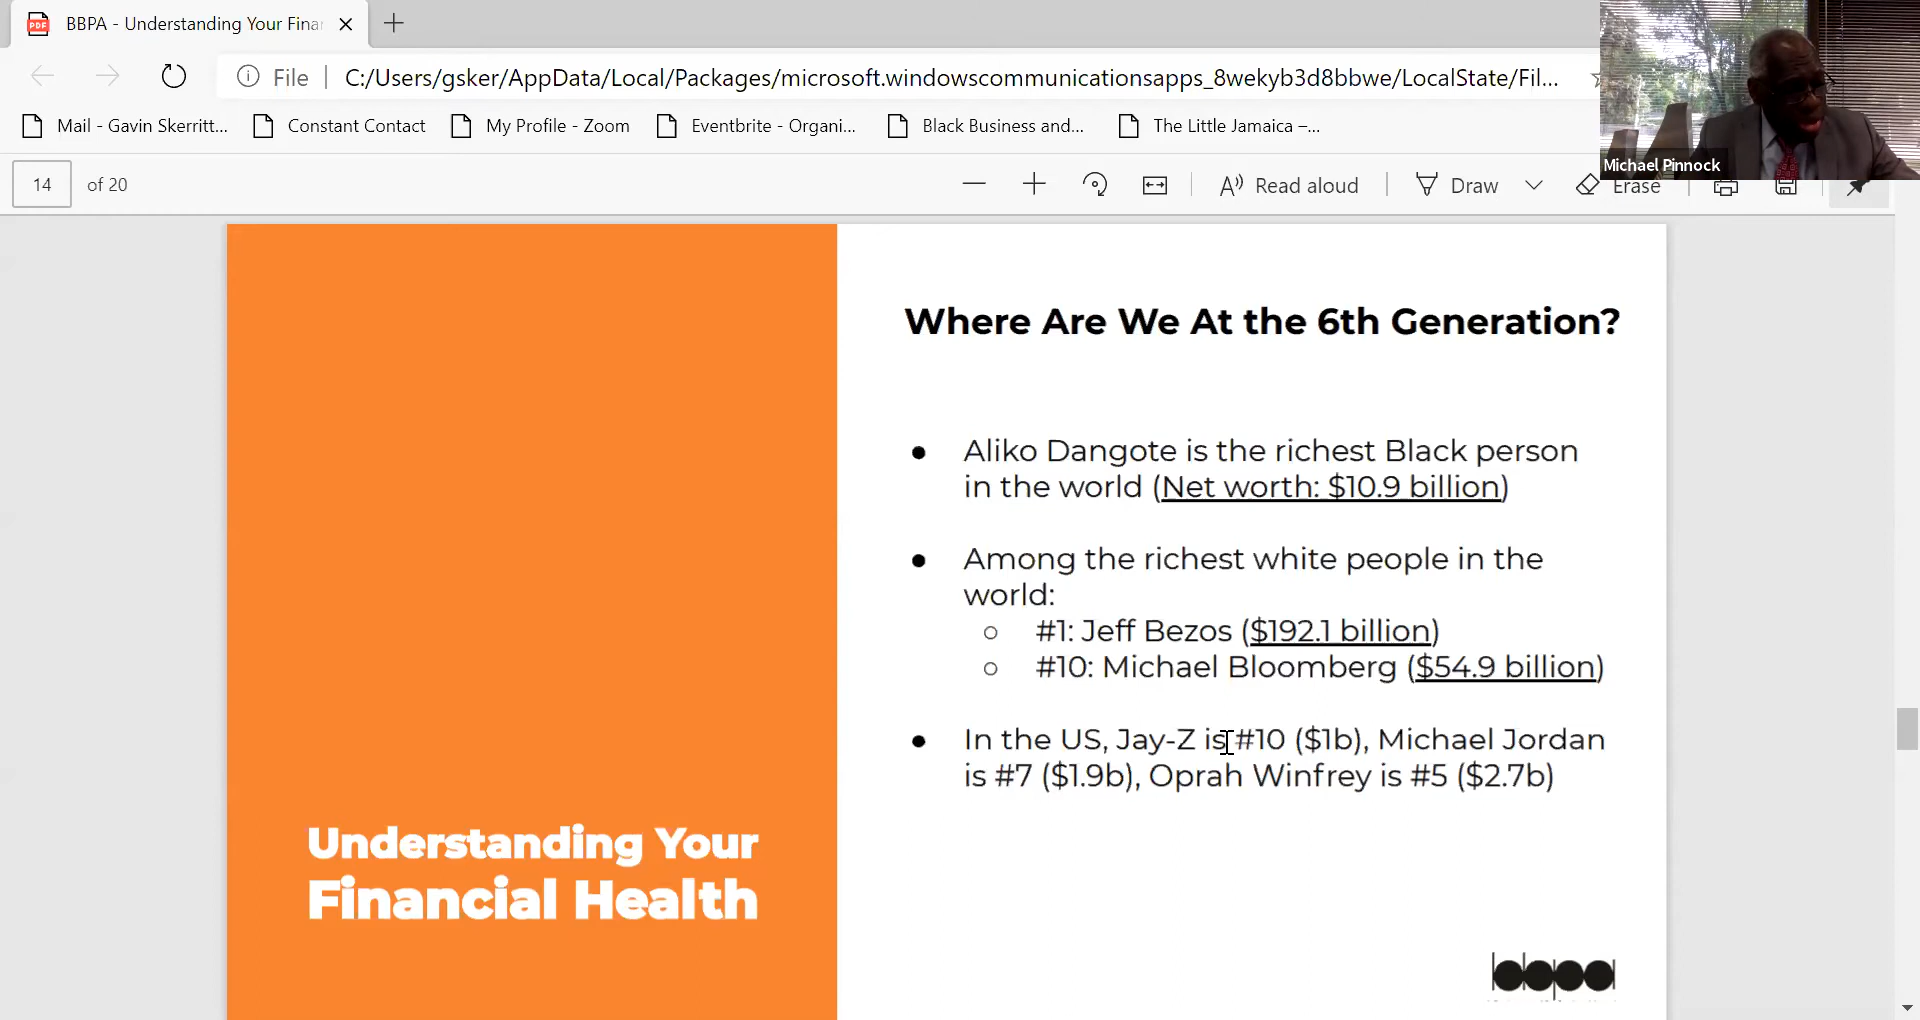 BBPA - Understanding Your Fina
File
C:/Users/gsker/AppData/Local/Packages/microsoft.windowscommunicationsapps_8wekyb3d8bbwe/LocalState/Fil...
Mail - Gavin Skerritt...
Constant Contact
My Profile - Zoom
Eventbrite - Organi...
Black Business and...
The Little Jamaica –...
Michael Pinnock
14 of 20
Read aloud
Draw
Erase
Where Are We At the 6th Generation?
● Aliko Dangote is the richest Black person
in the world (Net worth: $10.9 billion)
● Among the richest white people in the
world:
○ #1: Jeff Bezos ($192.1 billion)
○ #10: Michael Bloomberg ($54.9 billion)
● In the US, Jay-Z is #10 ($1b), Michael Jordan
is #7 ($1.9b), Oprah Winfrey is #5 ($2.7b)
Understanding Your
Financial Health
bbpa